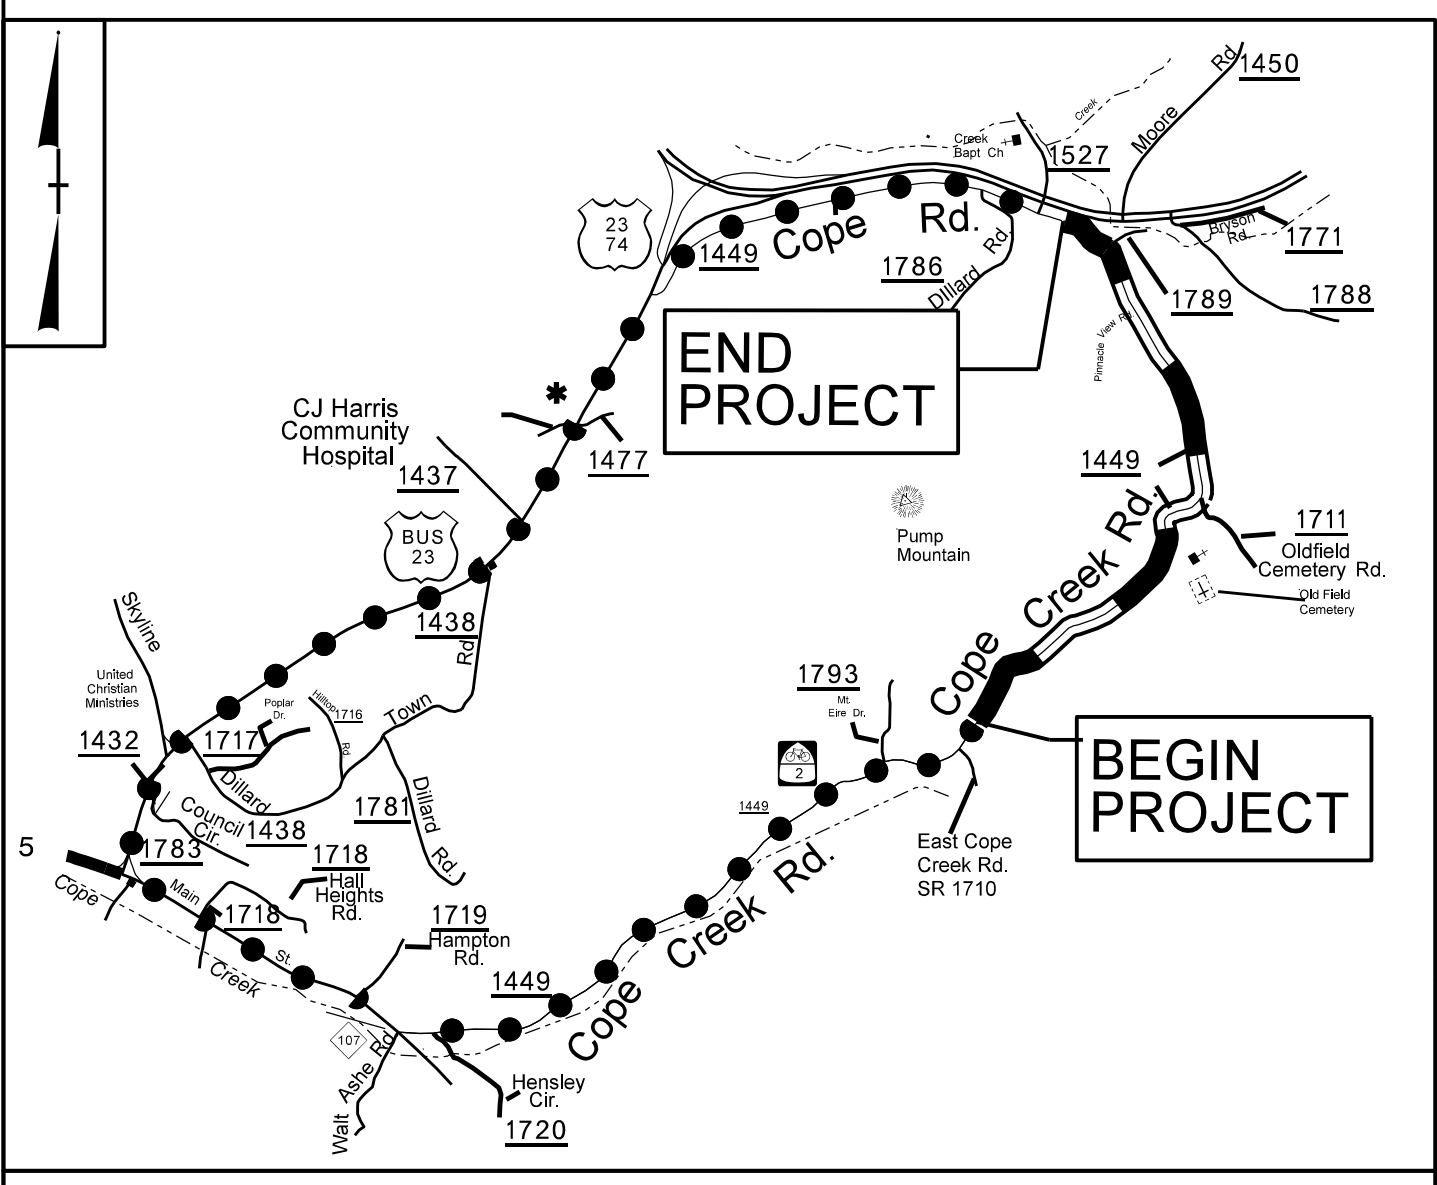 Rd.
1450
Moore
Creek
Creek
Bapt Ch
1527
23
74
1449
Cope Rd.
1786
Dillard Rd.
Bryson
Rd.
1771
1789
1788
Pinnacle View Rd.
END
PROJECT
*
CJ Harris
Community
Hospital
1437
1477
1449
BUS
23
Pump
Mountain
1711
Oldfield
Cemetery Rd.
Old Field
Cemetery
Cope Creek Rd.
1438
Skyline
United
Christian
Ministries
Rd
Town
Hilltop
1716
Rd
Poplar
Dr.
1793
Mt.
Eire Dr.
1432
1717
Dillard
BEGIN
PROJECT
2
1449
Council
Cir.
1438
1781
Dillard Rd.
East Cope
Creek Rd.
SR 1710
5
1783
1718
Hall
Heights
Rd.
Cope
Main
1718
St.
Creek
1719
Hampton
Rd.
1449
Cope Creek Rd.
107
Walt Ashe Rd
Hensley
Cir.
1720